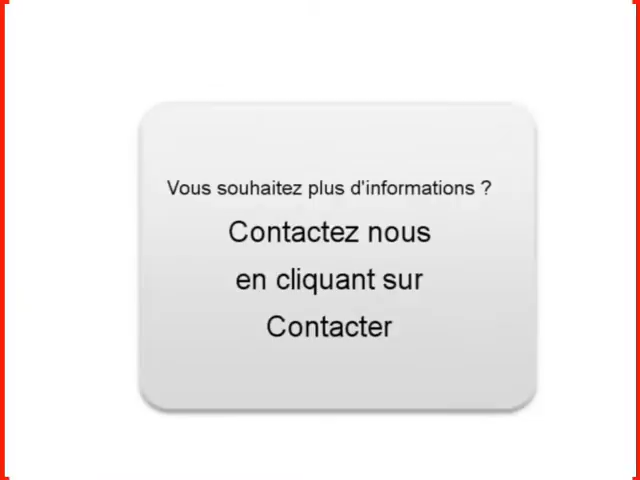 Vous souhaitez plus d'informations ?
Contactez nous
en cliquant sur
Contacter